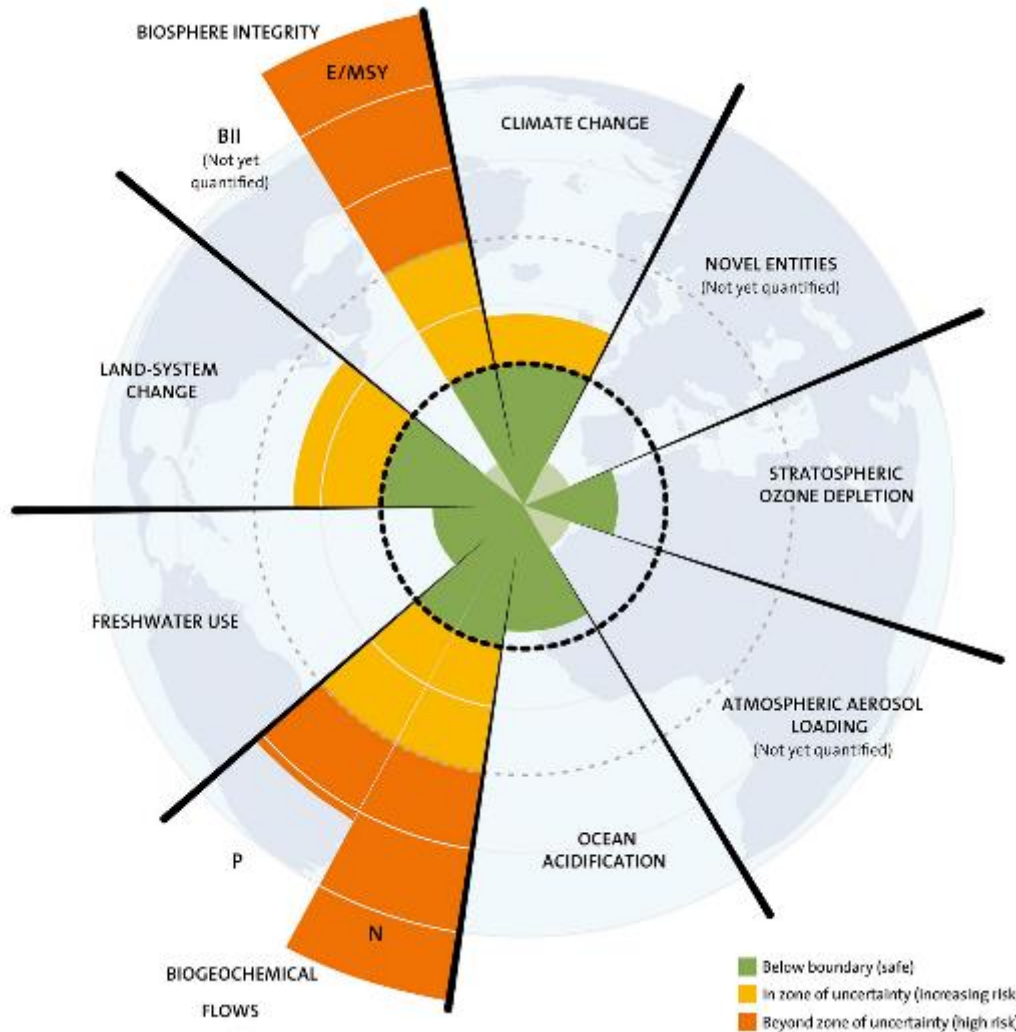 BIOSPHERE INTEGRITY
E/MSY
CLIMATE CHANGE
BII
(Not yet
quantified)
NOVEL ENTITIES
(Not yet quantified)
LAND-SYSTEM
CHANGE
STRATOSPHERIC
OZONE DEPLETION
FRESHWATER USE
ATMOSPHERIC AEROSOL
LOADING
(Not yet quantified)
OCEAN
ACIDIFICATION
P
N
BIOGEOCHEMICAL
FLOWS
Below boundary (safe)
In zone of uncertainty (increasing risk
Beyond zone of uncertainty (high risk)